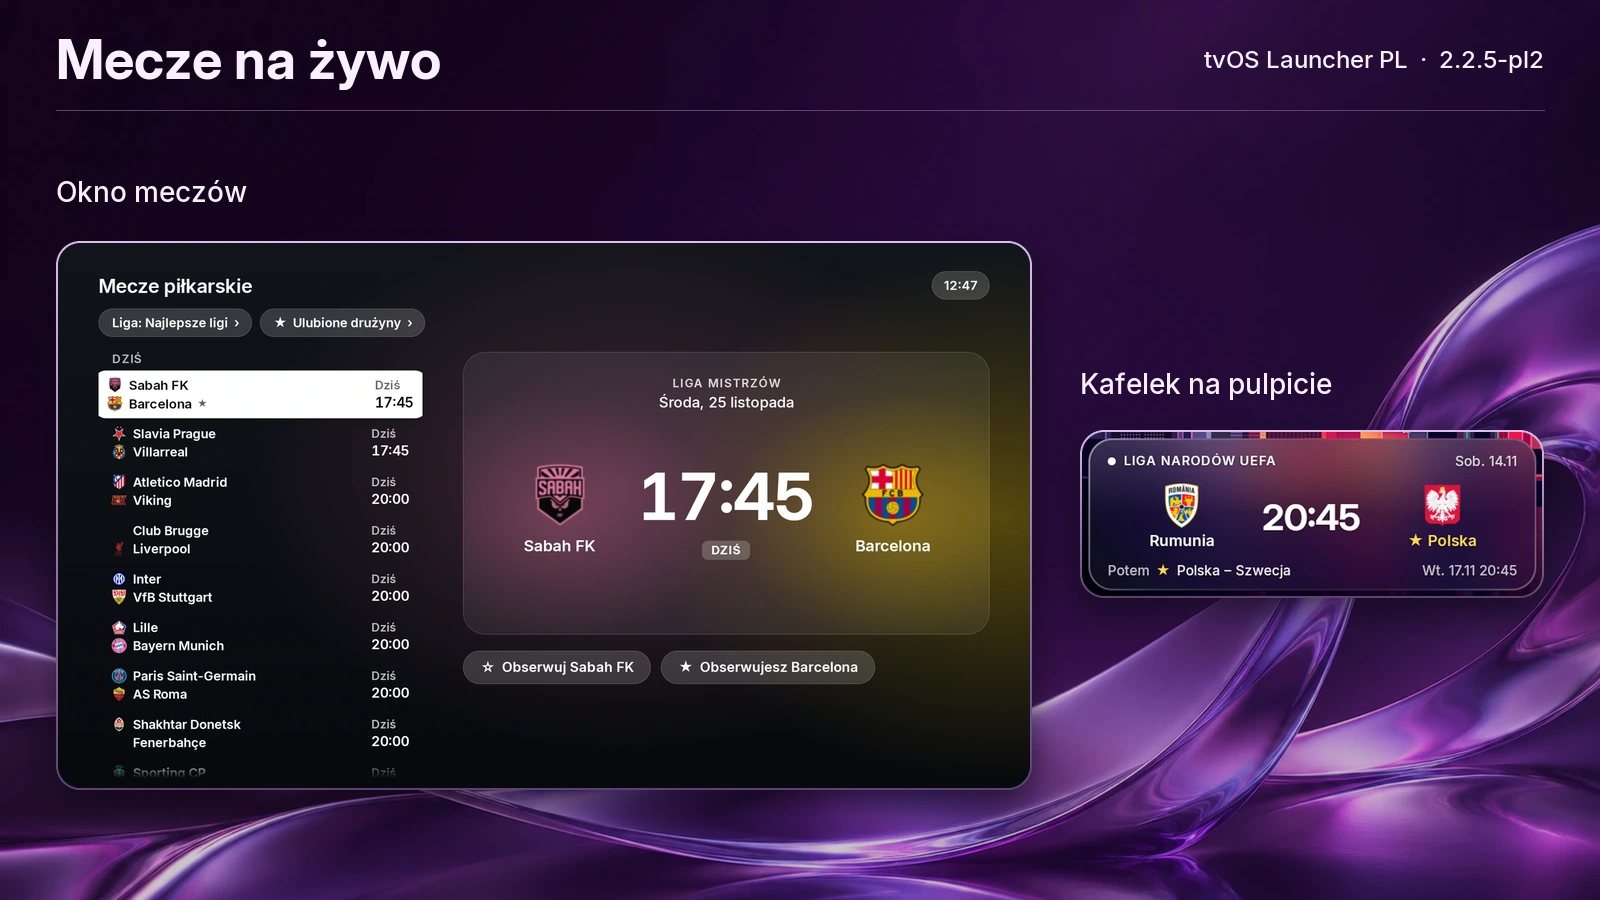 Mecze na żywo
tvOS Launcher PL · 2.2.5-pl2
Okno meczów
Mecze piłkarskie
12:47
Liga: Najlepsze ligi ›
★ Ulubione drużyny ›
DZIŚ
Sabah FK Dziś
Barcelona ★ 17:45
Slavia Prague Dziś
Villarreal 17:45
Atletico Madrid Dziś
Viking 20:00
Club Brugge Dziś
Liverpool 20:00
Inter Dziś
VfB Stuttgart 20:00
Lille Dziś
Bayern Munich 20:00
Paris Saint-Germain Dziś
AS Roma 20:00
Shakhtar Donetsk Dziś
Fenerbahçe 20:00
Sporting CP Dziś
LIGA MISTRZÓW
Środa, 25 listopada
SABAH
FCB
17:45
Sabah FK
Barcelona
DZIŚ
☆ Obserwuj Sabah FK
★ Obserwujesz Barcelona
Kafelek na pulpicie
LIGA NARODÓW UEFA
Sob. 14.11
ROMÂNIA
20:45
Rumunia
★ Polska
Potem ★ Polska – Szwecja
Wt. 17.11 20:45